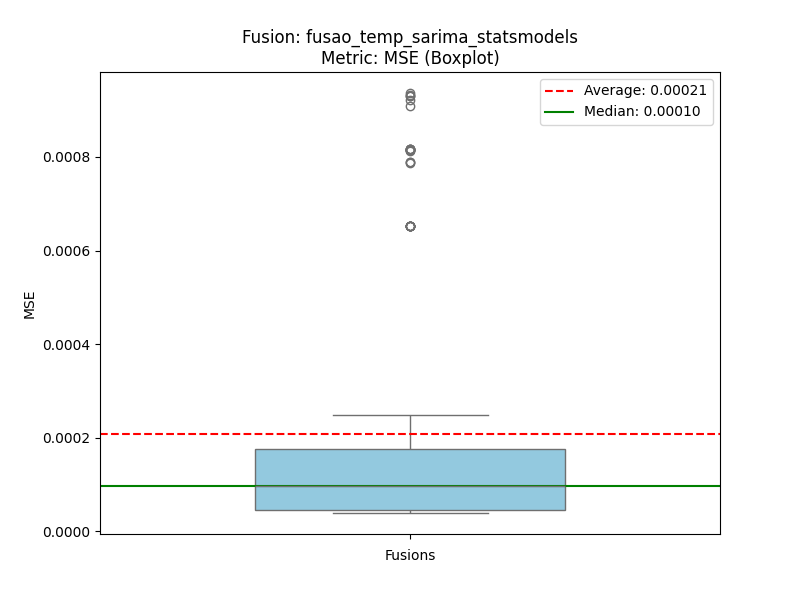 Fusion: fusao_temp_sarima_statsmodels
Metric: MSE (Boxplot)
Average: 0.00021
Median: 0.00010
0.0008
0.0006
0.0004
0.0002
0.0000
MSE
Fusions